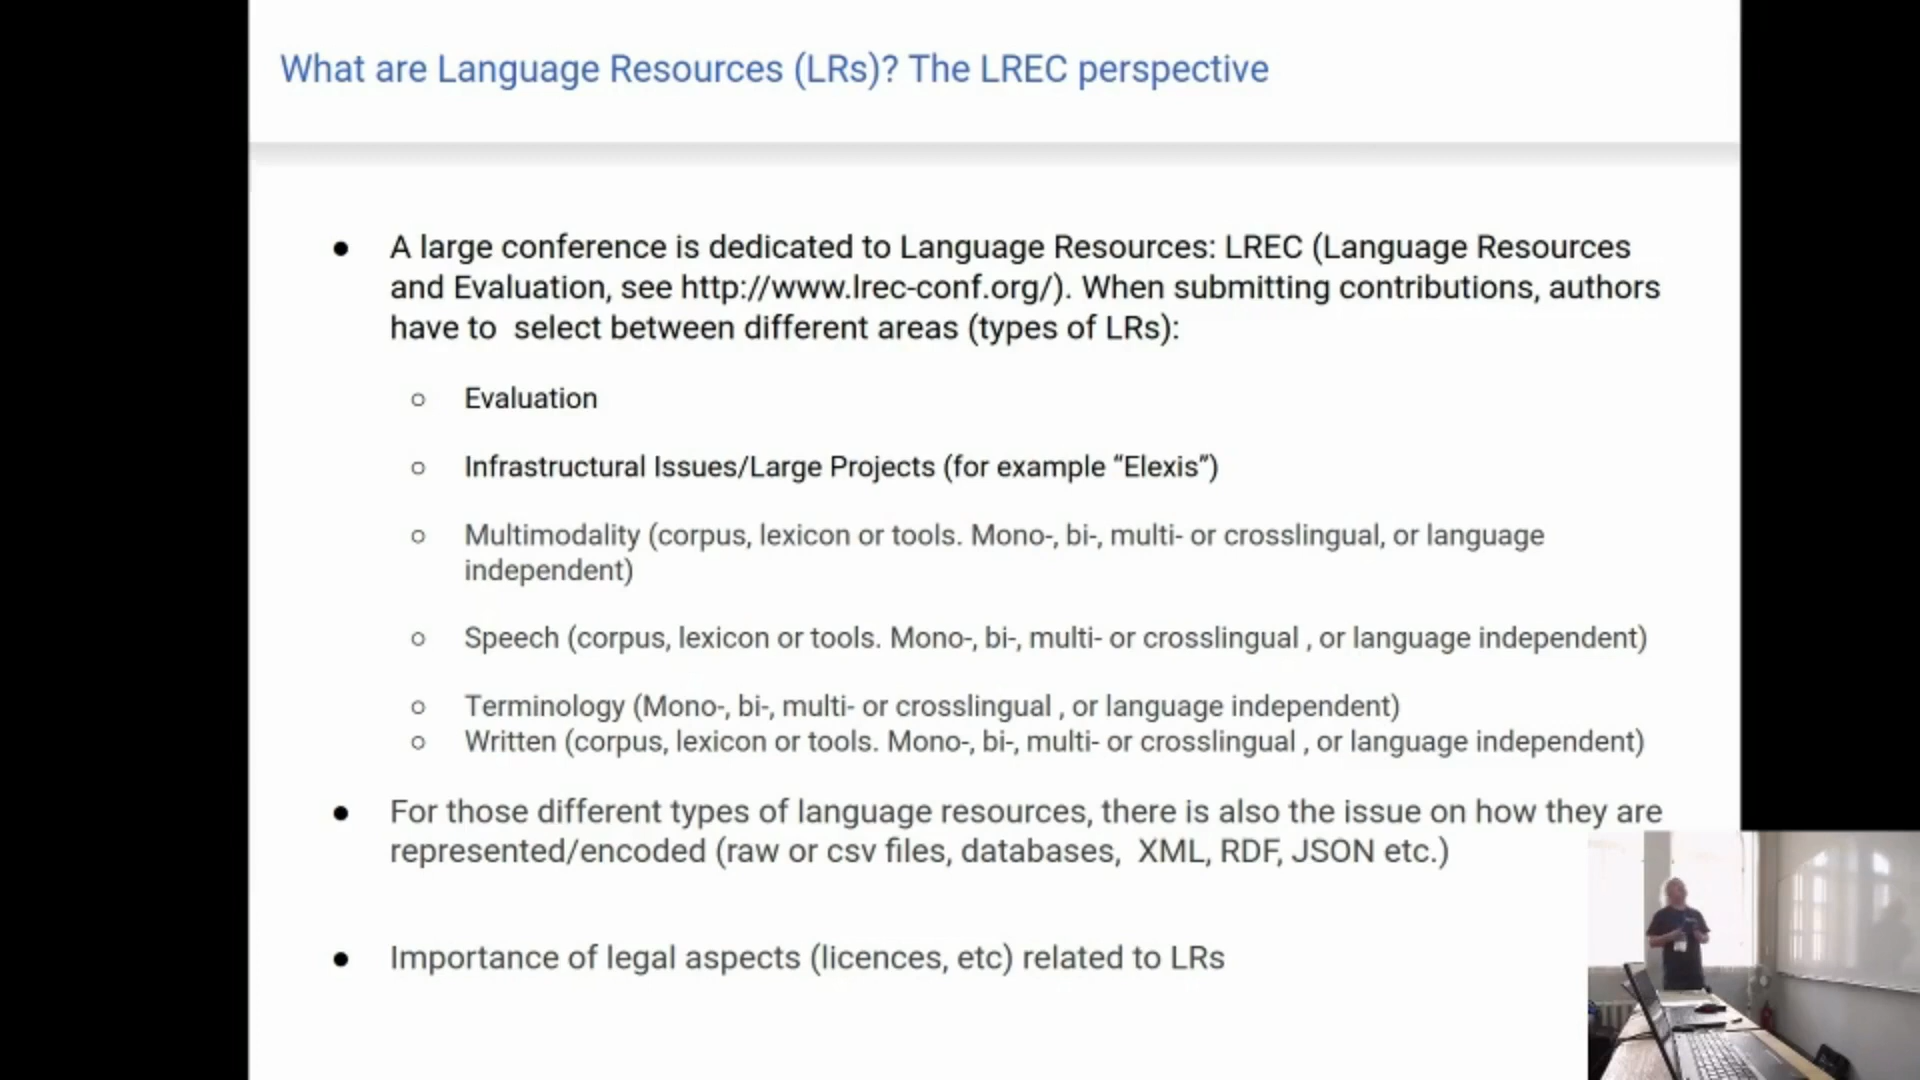 What are Language Resources (LRs)? The LREC perspective
● A large conference is dedicated to Language Resources: LREC (Language Resources
and Evaluation, see http://www.lrec-conf.org/). When submitting contributions, authors
have to  select between different areas (types of LRs):
○ Evaluation
○ Infrastructural Issues/Large Projects (for example “Elexis”)
○ Multimodality (corpus, lexicon or tools. Mono-, bi-, multi- or crosslingual, or language
independent)
○ Speech (corpus, lexicon or tools. Mono-, bi-, multi- or crosslingual , or language independent)
○ Terminology (Mono-, bi-, multi- or crosslingual , or language independent)
○ Written (corpus, lexicon or tools. Mono-, bi-, multi- or crosslingual , or language independent)
● For those different types of language resources, there is also the issue on how they are
represented/encoded (raw or csv files, databases,  XML, RDF, JSON etc.)
● Importance of legal aspects (licences, etc) related to LRs